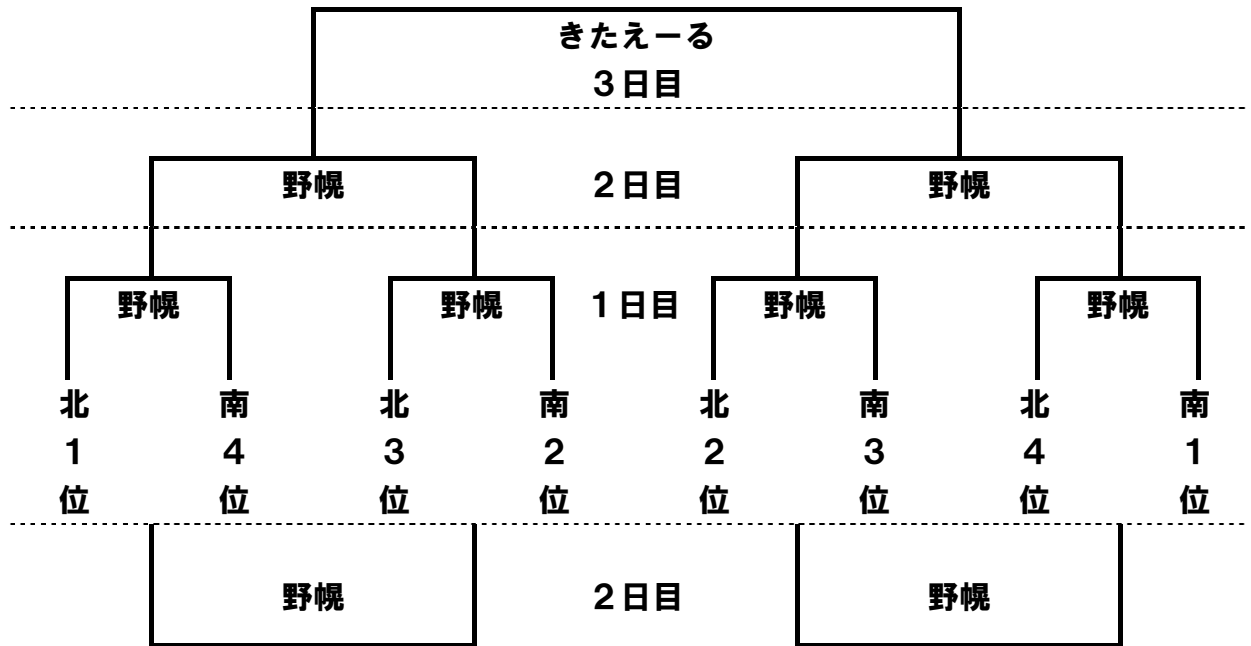 きたえーる
３日目
野幌 ２日目 野幌
野幌 野幌 １日目 野幌 野幌
北１位 南４位 北３位 南２位 北２位 南３位 北４位 南１位
野幌 ２日目 野幌